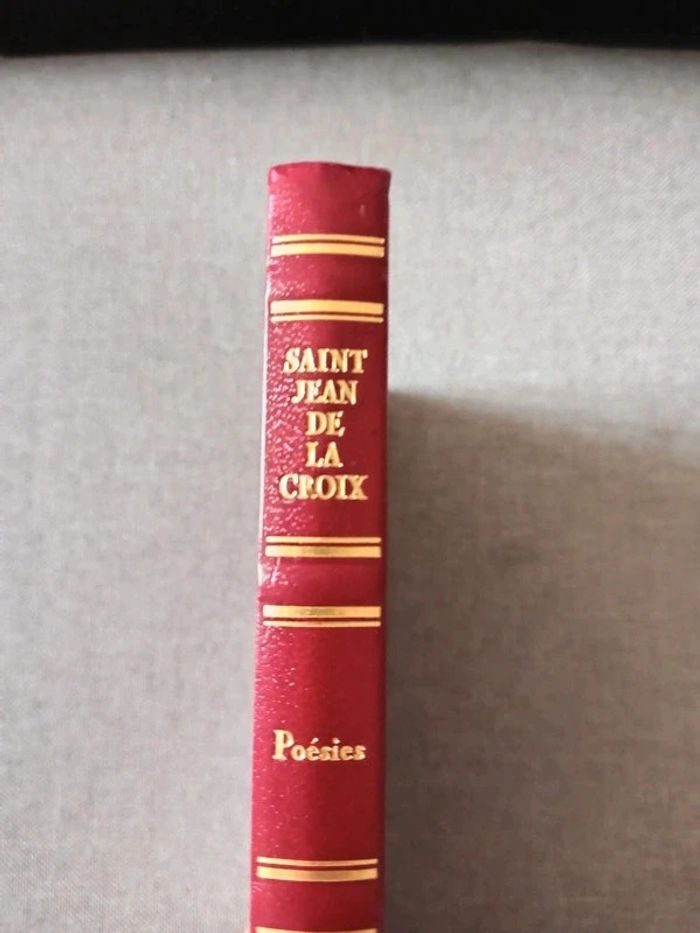 SAINT
JEAN
DE
LA
CROIX
Poésies